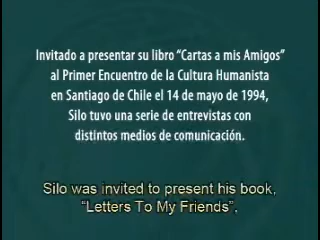 Invitado a presentar su libro “Cartas a mis Amigos”
al Primer Encuentro de la Cultura Humanista
en Santiago de Chile el 14 de mayo de 1994,
Silo tuvo una serie de entrevistas con
distintos medios de comunicación.
Silo was invited to present his book,
“Letters To My Friends”,